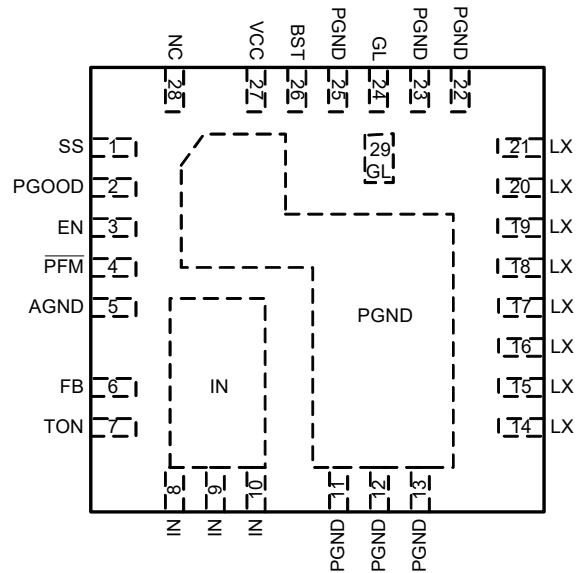 NC
VCC
BST
PGND
GL
PGND
PGND
28
27
26
25
24
23
22
SS 1
PGOOD 2
EN 3
PFM 4
AGND 5
FB 6
TON 7
29
GL
21 LX
20 LX
19 LX
18 LX
17 LX
16 LX
15 LX
14 LX
PGND
IN
8
9
10
11
12
13
IN
IN
IN
PGND
PGND
PGND